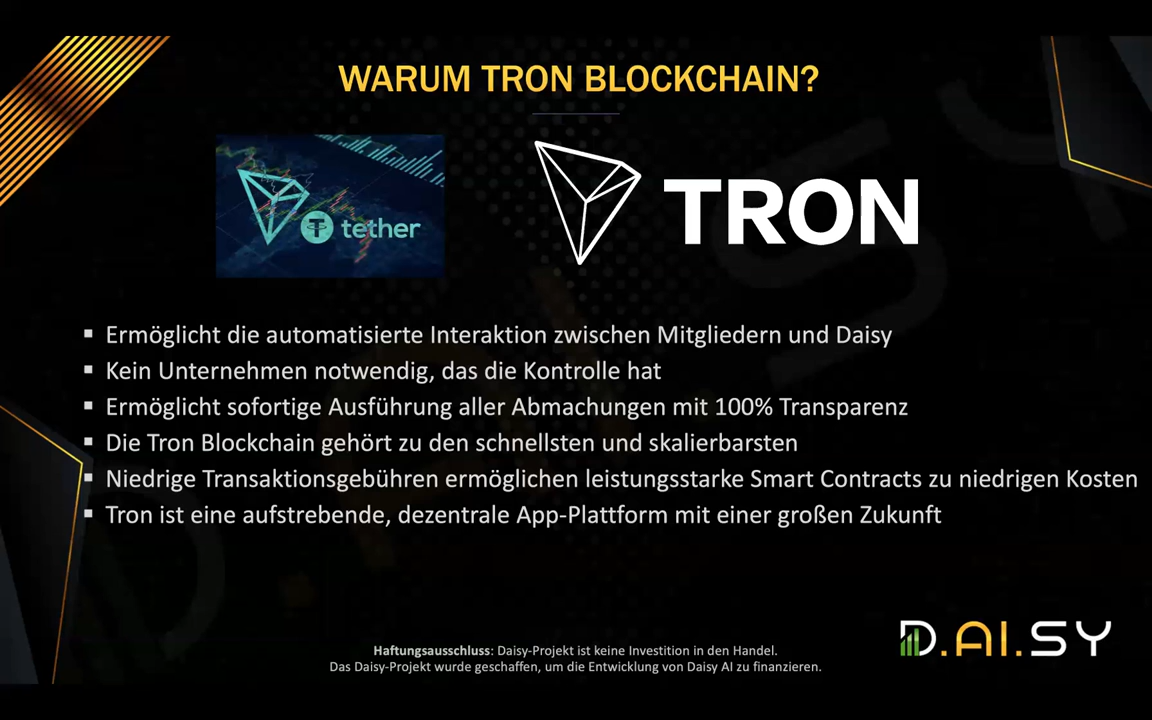 WARUM TRON BLOCKCHAIN?
tether
TRON
▪ Ermöglicht die automatisierte Interaktion zwischen Mitgliedern und Daisy
▪ Kein Unternehmen notwendig, das die Kontrolle hat
▪ Ermöglicht sofortige Ausführung aller Abmachungen mit 100% Transparenz
▪ Die Tron Blockchain gehört zu den schnellsten und skalierbarsten
▪ Niedrige Transaktionsgebühren ermöglichen leistungsstarke Smart Contracts zu niedrigen Kosten
▪ Tron ist eine aufstrebende, dezentrale App-Plattform mit einer großen Zukunft
D.AI.SY
Haftungsausschluss: Daisy-Projekt ist keine Investition in den Handel.
Das Daisy-Projekt wurde geschaffen, um die Entwicklung von Daisy AI zu finanzieren.